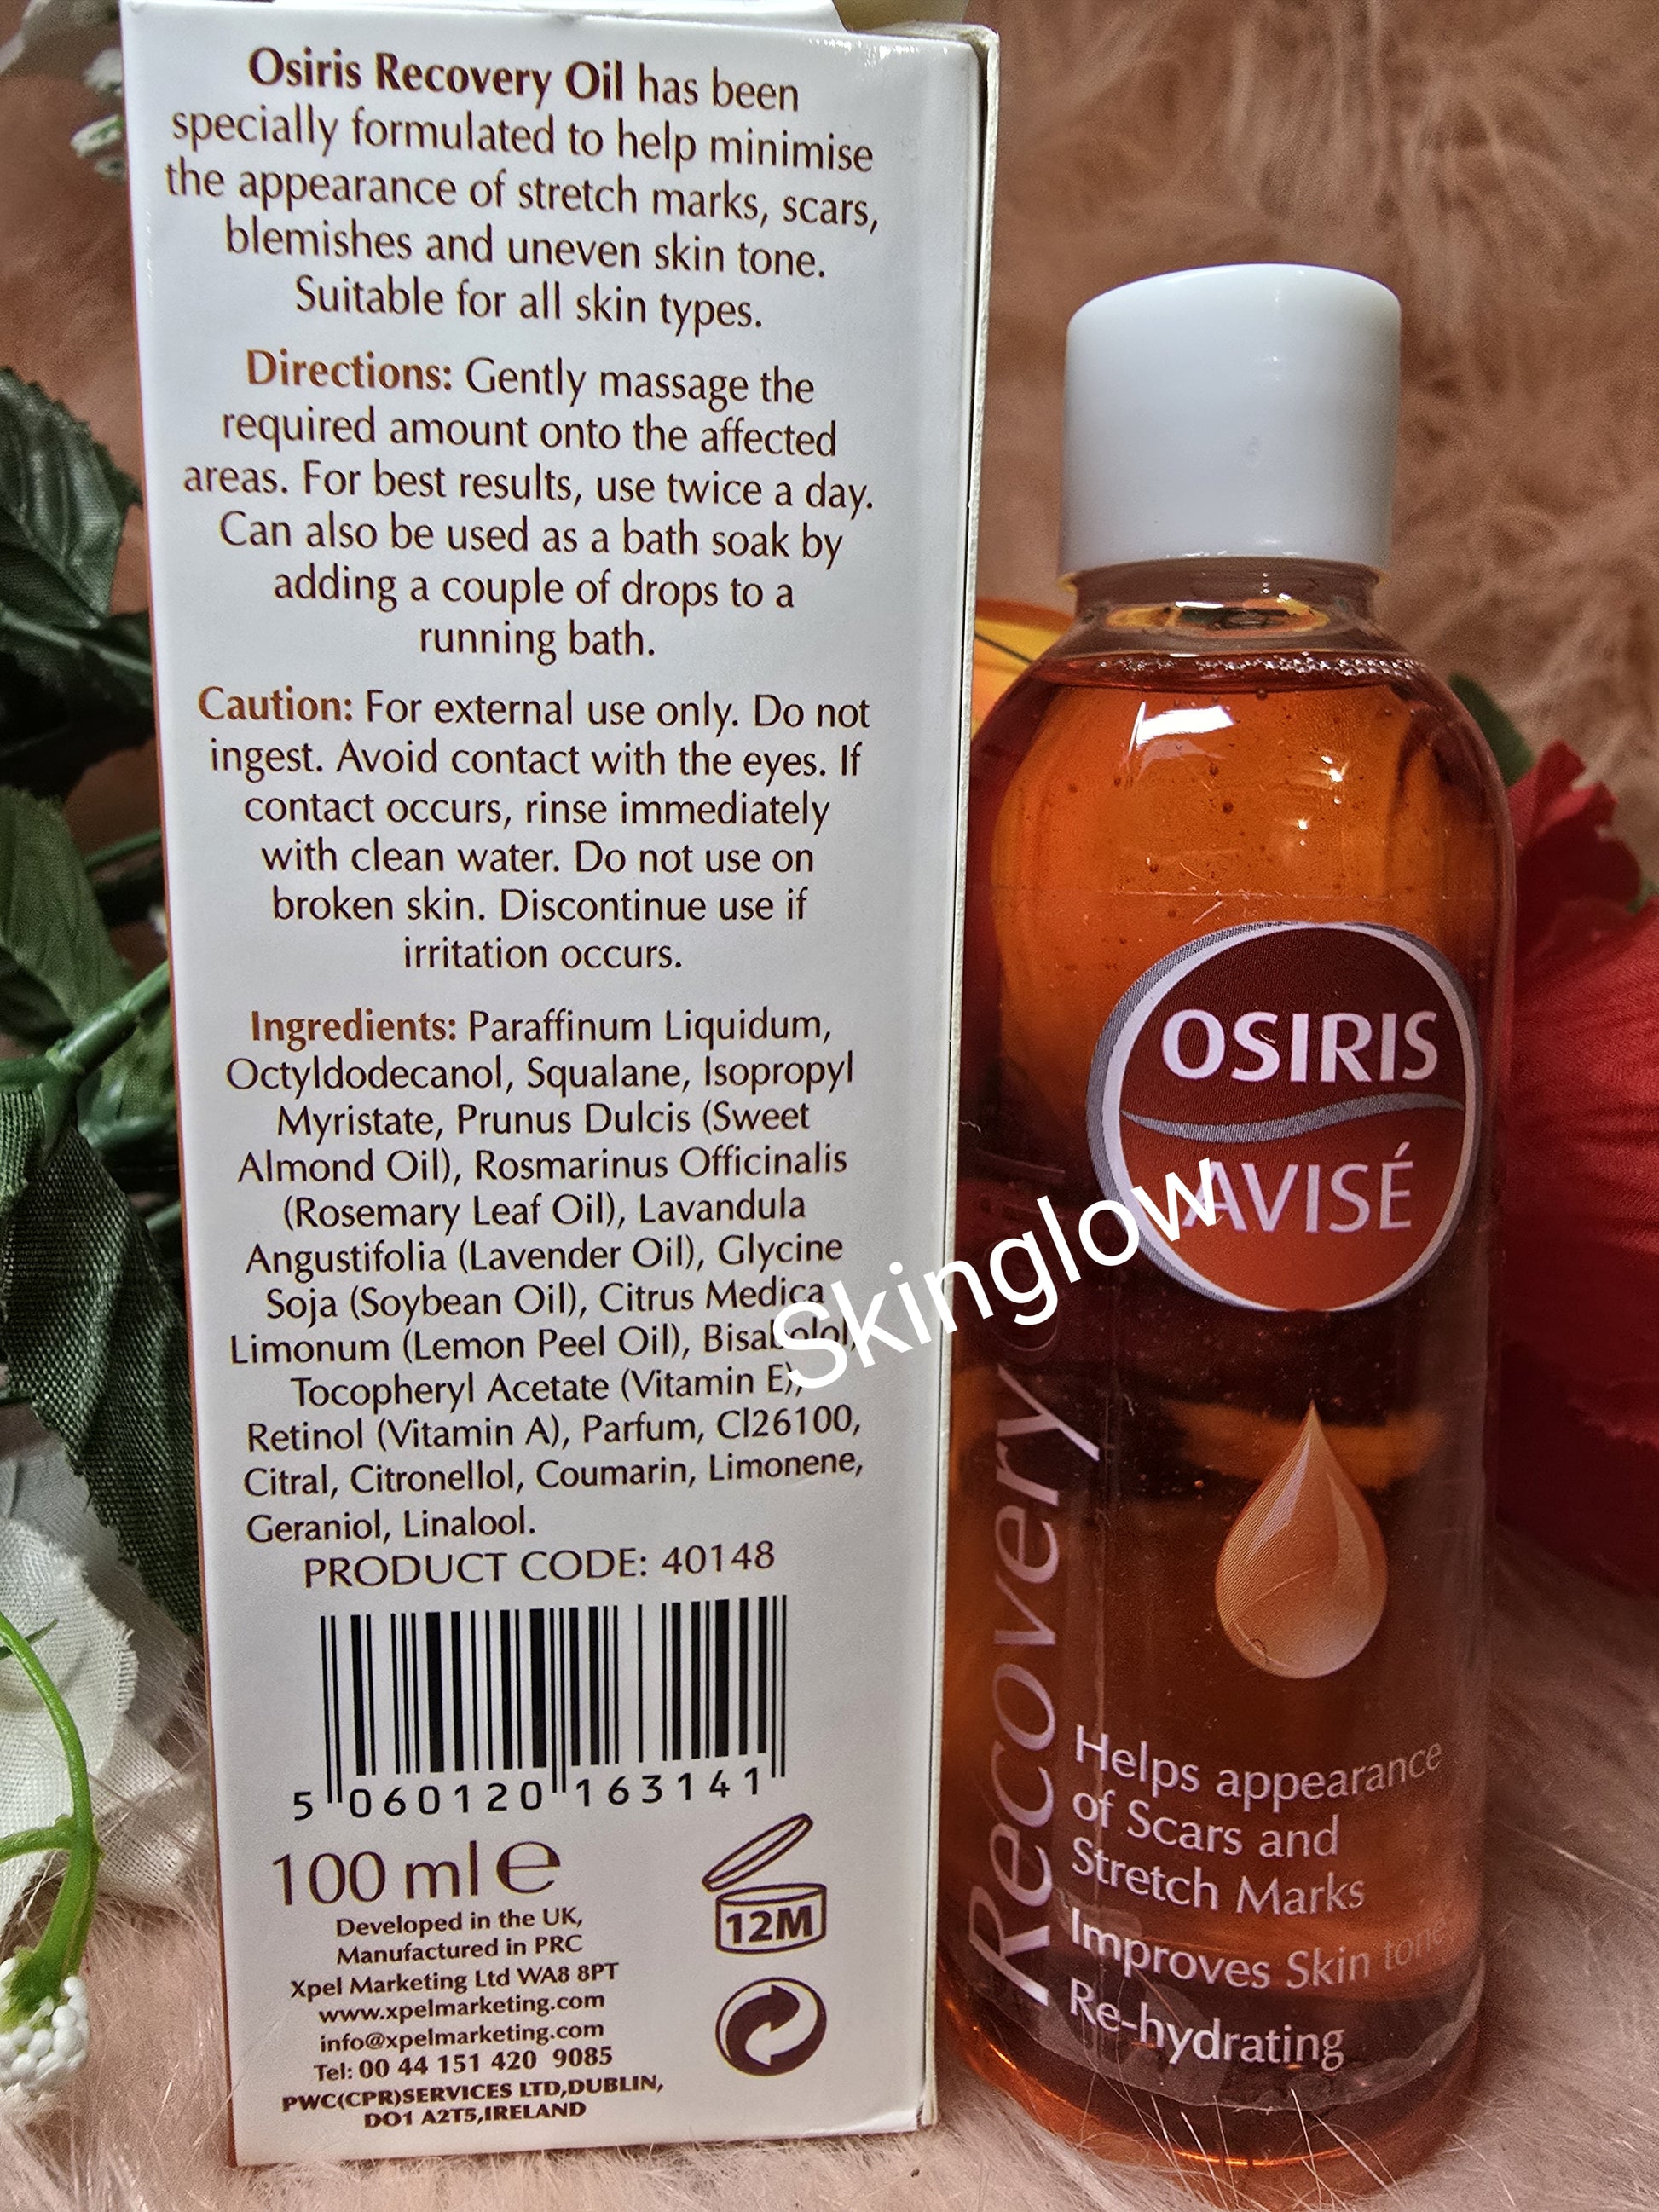 Osiris Recovery Oil has been
specially formulated to help minimise
the appearance of stretch marks, scars,
blemishes and uneven skin tone.
Suitable for all skin types.
Directions: Gently massage the
required amount onto the affected
areas. For best results, use twice a day.
Can also be used as a bath soak by
adding a couple of drops to a
running bath.
Caution: For external use only. Do not
ingest. Avoid contact with the eyes. If
contact occurs, rinse immediately
with clean water. Do not use on
broken skin. Discontinue use if
irritation occurs.
Ingredients: Paraffinum Liquidum,
Octyldodecanol, Squalane, Isopropyl
Myristate, Prunus Dulcis (Sweet
Almond Oil), Rosmarinus Officinalis
(Rosemary Leaf Oil), Lavandula
Angustifolia (Lavender Oil), Glycine
Soja (Soybean Oil), Citrus Medica
Limonum (Lemon Peel Oil), Bisabolol,
Tocopheryl Acetate (Vitamin E),
Retinol (Vitamin A), Parfum, Cl26100,
Citral, Citronellol, Coumarin, Limonene,
Geraniol, Linalool.
PRODUCT CODE: 40148
5 060120 163141
100 ml e
12M
Developed in the UK,
Manufactured in PRC
Xpel Marketing Ltd WA8 8PT
www.xpelmarketing.com
info@xpelmarketing.com
Tel: 00 44 151 420 9085
PWC(CPR)SERVICES LTD,DUBLIN,
DO1 A2T5,IRELAND
OSIRIS
AVISÉ
Skinglow
Recovery
Helps appearance
of Scars and
Stretch Marks
Improves Skin tone
Re-hydrating